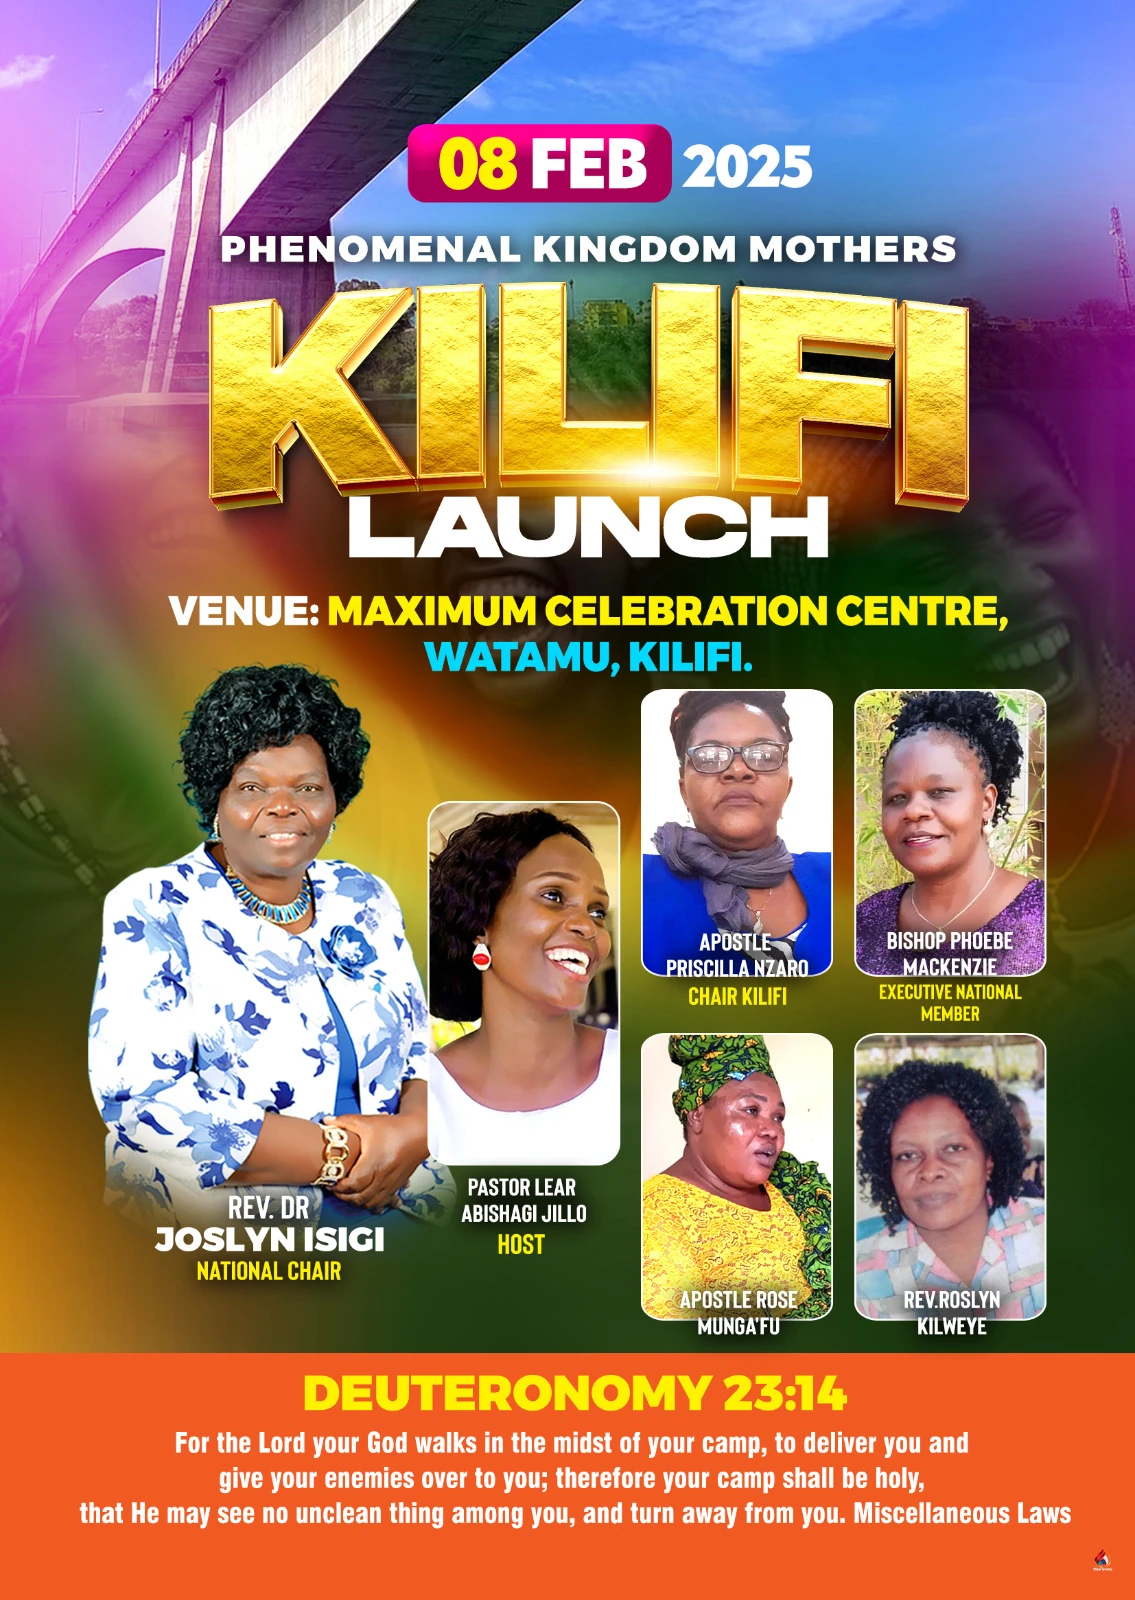 08 FEB 2025
PHENOMENAL KINGDOM MOTHERS
KILIFI
LAUNCH
VENUE: MAXIMUM CELEBRATION CENTRE,
WATAMU, KILIFI.
REV. DR
JOSLYN ISIGI
NATIONAL CHAIR
PASTOR LEAR
ABISHAGI JILLO
HOST
APOSTLE
PRISCILLA NZARO
CHAIR KILIFI
BISHOP PHOEBE
MACKENZIE
EXECUTIVE NATIONAL
MEMBER
APOSTLE ROSE
MUNGA'FU
REV.ROSLYN
KILWEYE
DEUTERONOMY 23:14
For the Lord your God walks in the midst of your camp, to deliver you and
give your enemies over to you; therefore your camp shall be holy,
that He may see no unclean thing among you, and turn away from you. Miscellaneous Laws